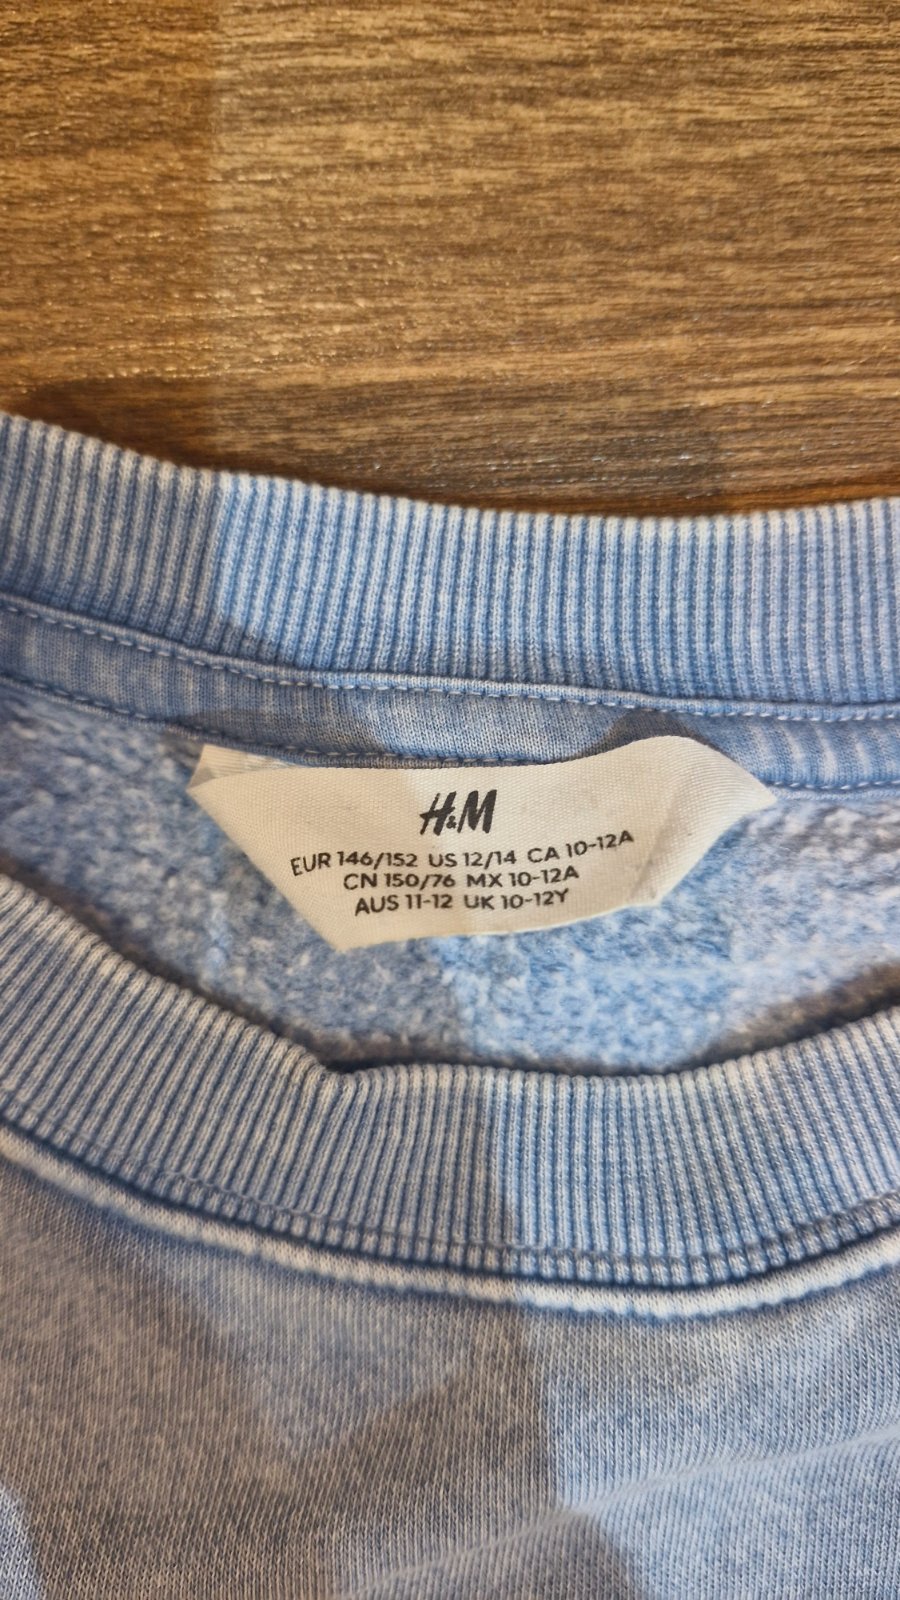 H&M
EUR 146/152 US 12/14 CA 10-12A
CN 150/76 MX 10-12A
AUS 11-12 UK 10-12Y